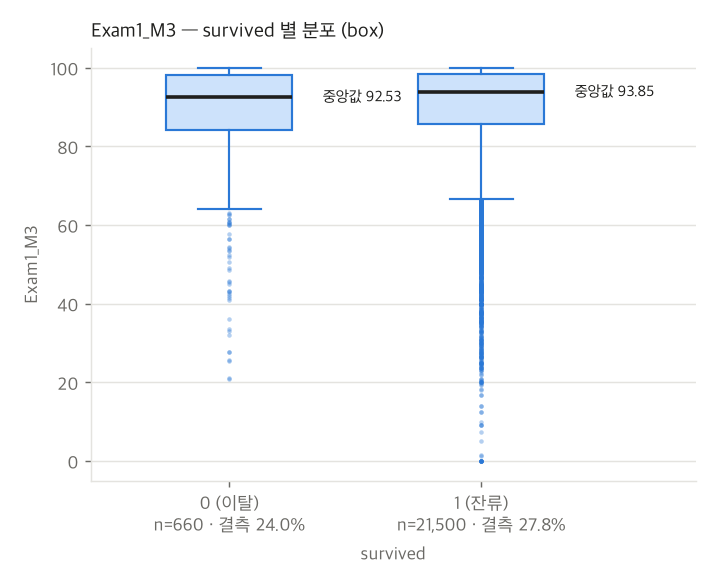 Exam1_M3 — survived 별 분포 (box)
100
80
60
40
20
0
Exam1_M3
중앙값 92.53
중앙값 93.85
0 (이탈)
n=660 · 결측 24.0%
1 (잔류)
n=21,500 · 결측 27.8%
survived